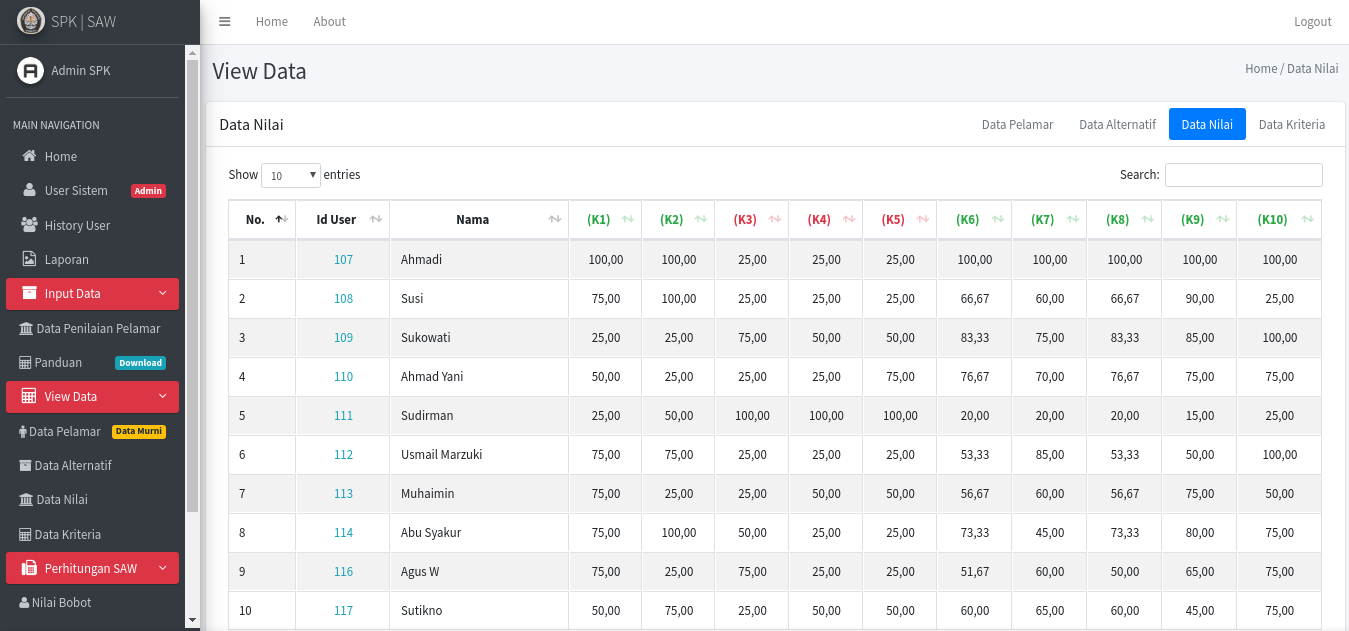 SPK | SAW
Home About Logout
Admin SPK
MAIN NAVIGATION
Home
User Sistem Admin
History User
Laporan
Input Data
Data Penilaian Pelamar
Panduan Download
View Data
Data Pelamar Data Murni
Data Alternatif
Data Nilai
Data Kriteria
Perhitungan SAW
Nilai Bobot
View Data
Home / Data Nilai
Data Nilai
Data Pelamar Data Alternatif Data Nilai Data Kriteria
Show 10 entries Search:
No. Id User Nama (K1) (K2) (K3) (K4) (K5) (K6) (K7) (K8) (K9) (K10)
1 107 Ahmadi 100,00 100,00 25,00 25,00 25,00 100,00 100,00 100,00 100,00 100,00
2 108 Susi 75,00 100,00 25,00 25,00 25,00 66,67 60,00 66,67 90,00 25,00
3 109 Sukowati 25,00 25,00 75,00 50,00 50,00 83,33 75,00 83,33 85,00 100,00
4 110 Ahmad Yani 50,00 25,00 25,00 25,00 75,00 76,67 70,00 76,67 75,00 75,00
5 111 Sudirman 25,00 50,00 100,00 100,00 100,00 20,00 20,00 20,00 15,00 25,00
6 112 Usmail Marzuki 75,00 75,00 25,00 25,00 25,00 53,33 85,00 53,33 50,00 100,00
7 113 Muhaimin 75,00 25,00 25,00 50,00 50,00 56,67 60,00 56,67 75,00 50,00
8 114 Abu Syakur 75,00 100,00 50,00 25,00 25,00 73,33 45,00 73,33 80,00 75,00
9 116 Agus W 75,00 25,00 75,00 25,00 25,00 51,67 60,00 50,00 65,00 75,00
10 117 Sutikno 50,00 75,00 25,00 50,00 50,00 60,00 65,00 60,00 45,00 75,00